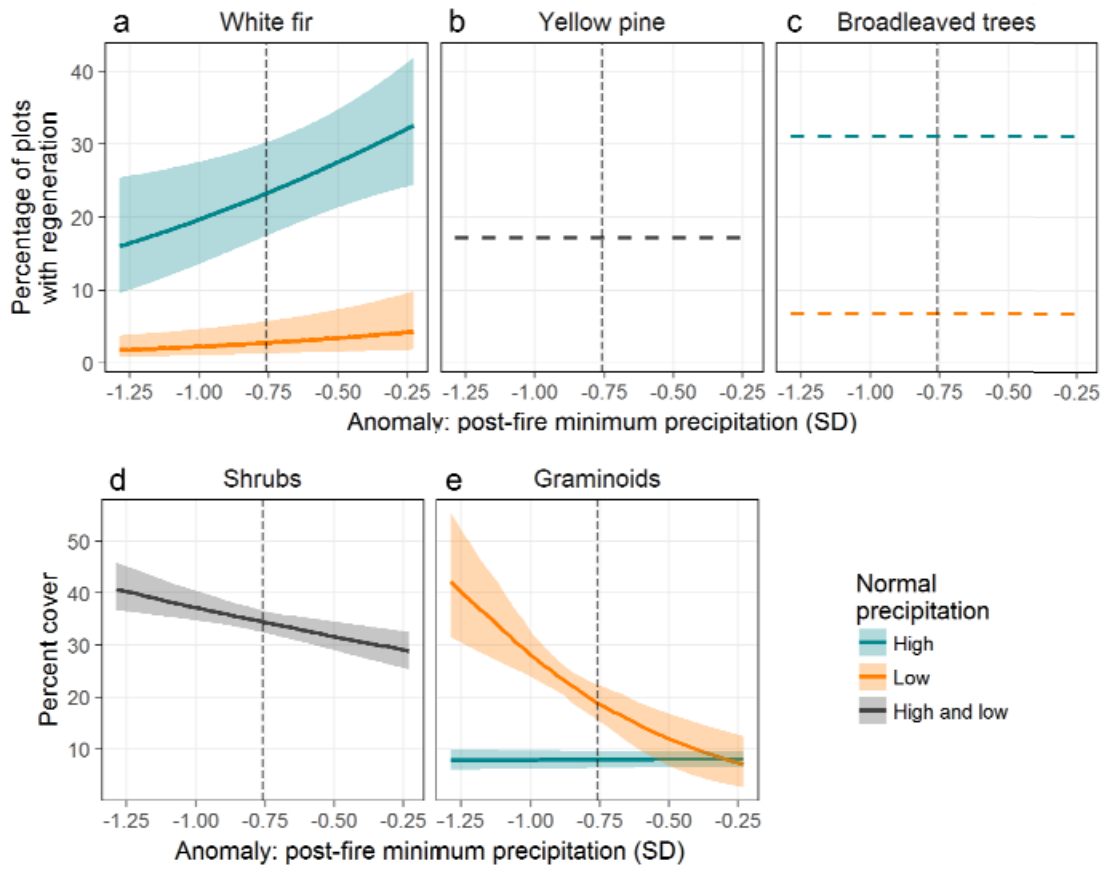 a White fir
b Yellow pine
c Broadleaved trees
Percentage of plots
with regeneration
40
30
20
10
0
-1.25 -1.00 -0.75 -0.50 -0.25
-1.25 -1.00 -0.75 -0.50 -0.25
-1.25 -1.00 -0.75 -0.50 -0.25
Anomaly: post-fire minimum precipitation (SD)
d Shrubs
e Graminoids
Percent cover
50
40
30
20
10
-1.25 -1.00 -0.75 -0.50 -0.25
-1.25 -1.00 -0.75 -0.50 -0.25
Anomaly: post-fire minimum precipitation (SD)
Normal
precipitation
High
Low
High and low